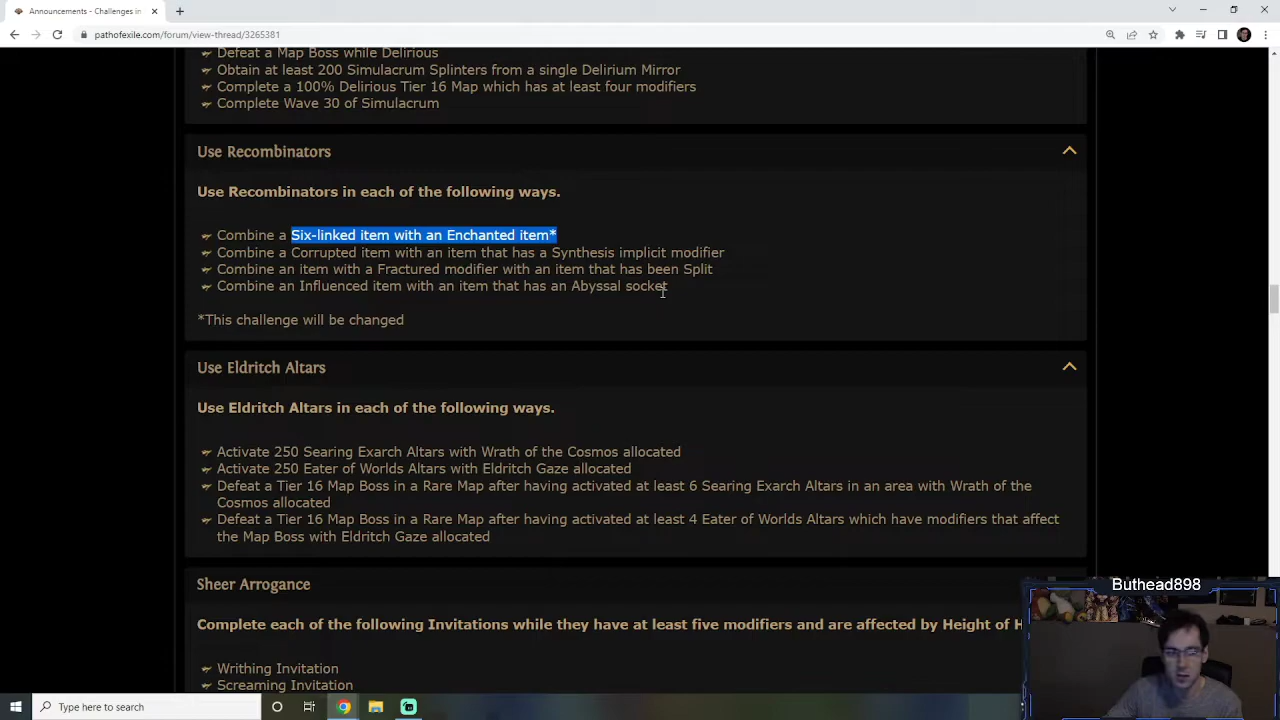 Announcements - Challenges in
pathofexile.com/forum/view-thread/3265381
Defeat a Map Boss while Delirious
Obtain at least 200 Simulacrum Splinters from a single Delirium Mirror
Complete a 100% Delirious Tier 16 Map which has at least four modifiers
Complete Wave 30 of Simulacrum
Use Recombinators
Use Recombinators in each of the following ways.
Combine a Six-linked item with an Enchanted item*
Combine a Corrupted item with an item that has a Synthesis implicit modifier
Combine an item with a Fractured modifier with an item that has been Split
Combine an Influenced item with an item that has an Abyssal socket
*This challenge will be changed
Use Eldritch Altars
Use Eldritch Altars in each of the following ways.
Activate 250 Searing Exarch Altars with Wrath of the Cosmos allocated
Activate 250 Eater of Worlds Altars with Eldritch Gaze allocated
Defeat a Tier 16 Map Boss in a Rare Map after having activated at least 6 Searing Exarch Altars in an area with Wrath of the
Cosmos allocated
Defeat a Tier 16 Map Boss in a Rare Map after having activated at least 4 Eater of Worlds Altars which have modifiers that affect
the Map Boss with Eldritch Gaze allocated
Sheer Arrogance
Buthead898
Complete each of the following Invitations while they have at least five modifiers and are affected by Height of H
Writhing Invitation
Screaming Invitation
Type here to search